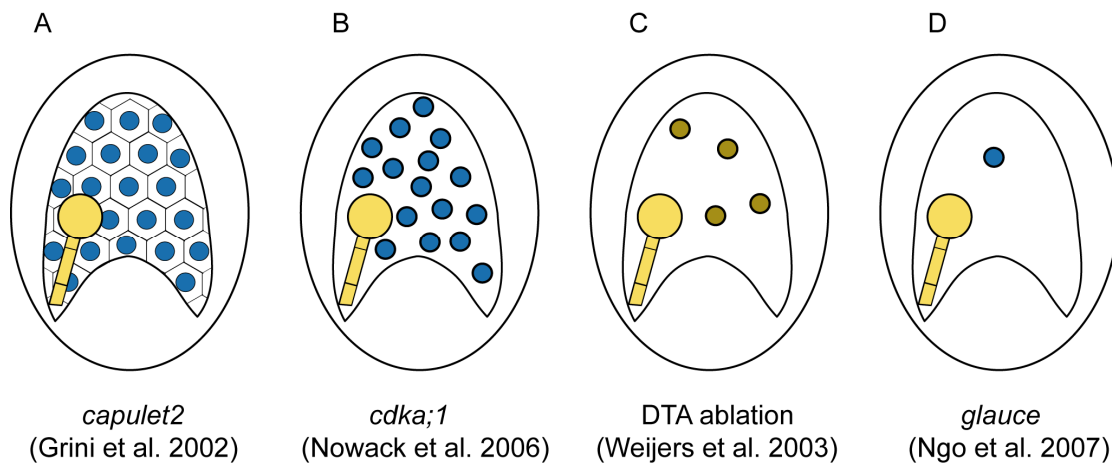 A
B
C
D
capulet2
(Grini et al. 2002)
cdka;1
(Nowack et al. 2006)
DTA ablation
(Weijers et al. 2003)
glauce
(Ngo et al. 2007)